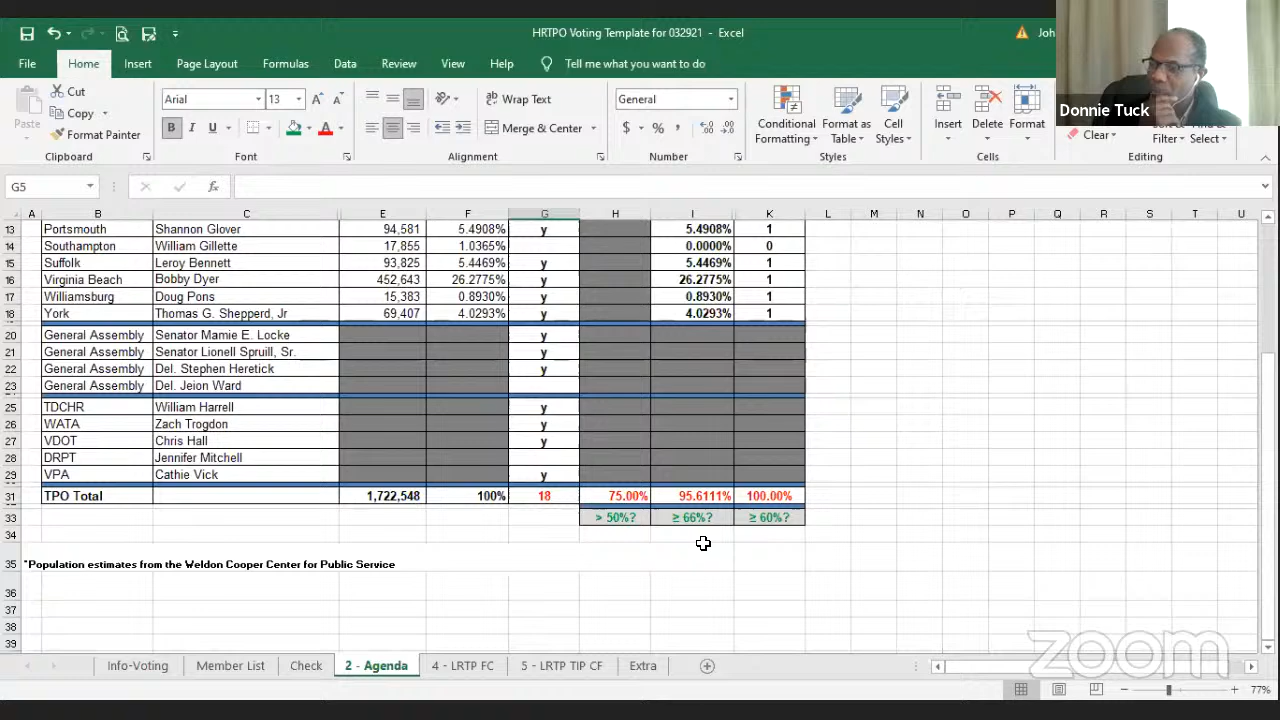 HRTPO Voting Template for 032921 - Excel
Joh
Donnie Tuck
File Home Insert Page Layout Formulas Data Review View Help Tell me what you want to do
Paste
Cut
Copy
Format Painter
Clipboard
Arial 13
B I U
Font
Wrap Text
Merge & Center
Alignment
General
$ %
Number
Conditional Formatting
Format as Table
Cell Styles
Styles
Insert Delete Format
Cells
Clear
Filter Select
Editing
G5 fx
A B C E F G H I J K L M N O P Q R S T U
13 Portsmouth Shannon Glover 94,581 5.4908% y 5.4908% 1
14 Southampton William Gillette 17,855 1.0365% 0.0000% 0
15 Suffolk Leroy Bennett 93,825 5.4469% y 5.4469% 1
16 Virginia Beach Bobby Dyer 452,643 26.2775% y 26.2775% 1
17 Williamsburg Doug Pons 15,383 0.8930% y 0.8930% 1
18 York Thomas G. Shepperd, Jr 69,407 4.0293% y 4.0293% 1
20 General Assembly Senator Mamie E. Locke y
21 General Assembly Senator Lionell Spruill, Sr. y
22 General Assembly Del. Stephen Heretick y
23 General Assembly Del. Jeion Ward
25 TDCHR William Harrell y
26 WATA Zach Trogdon y
27 VDOT Chris Hall y
28 DRPT Jennifer Mitchell
29 VPA Cathie Vick y
31 TPO Total 1,722,548 100% 18 75.00% 95.6111% 100.00%
33 > 50%? ≥ 66%? ≥ 60%?
34
35 *Population estimates from the Weldon Cooper Center for Public Service
36
37
38
39
zoom
Info-Voting Member List Check 2 - Agenda 4 - LRTP FC 5 - LRTP TIP CF Extra
77%